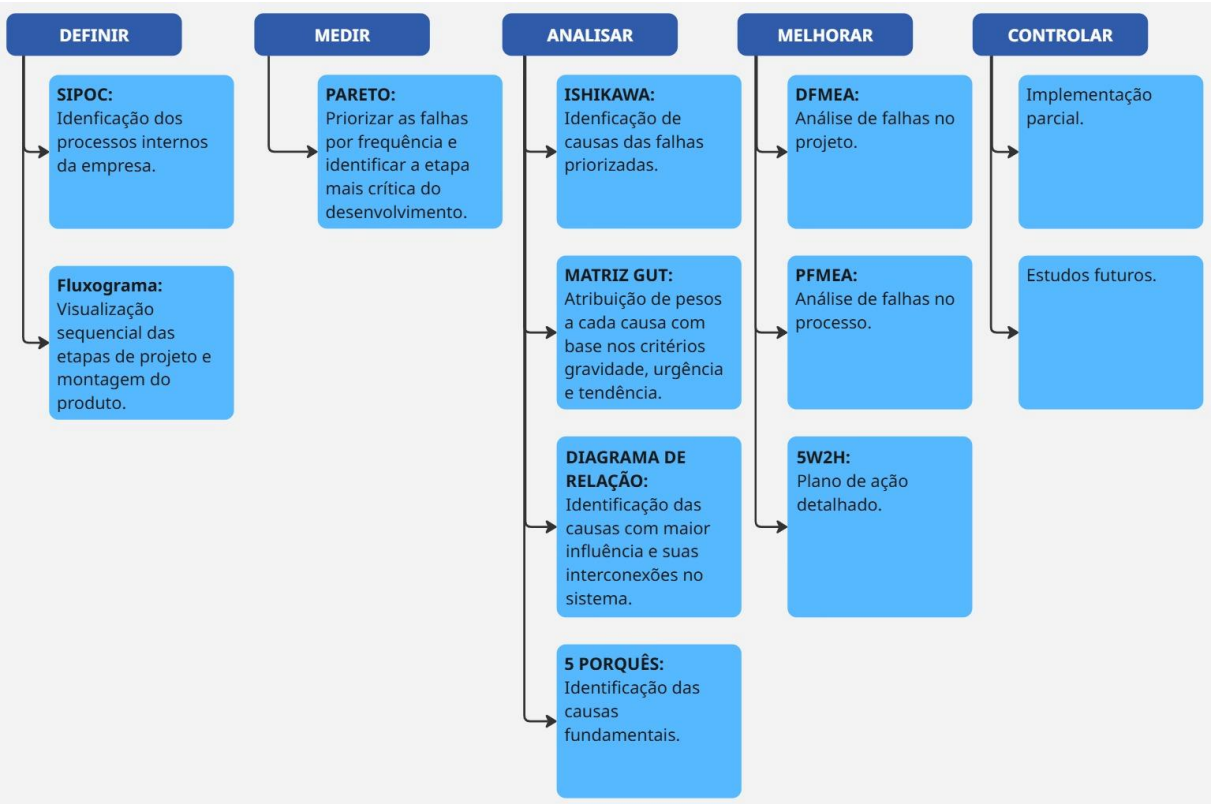 DEFINIR
SIPOC:
Idenficação dos
processos internos
da empresa.
Fluxograma:
Visualização
sequencial das
etapas de projeto e
montagem do
produto.
MEDIR
PARETO:
Priorizar as falhas
por frequência e
identificar a etapa
mais crítica do
desenvolvimento.
ANALISAR
ISHIKAWA:
Idenficação de
causas das falhas
priorizadas.
MATRIZ GUT:
Atribuição de pesos
a cada causa com
base nos critérios
gravidade, urgência
e tendência.
DIAGRAMA DE
RELAÇÃO:
Identificação das
causas com maior
influência e suas
interconexões no
sistema.
5 PORQUÊS:
Identificação das
causas
fundamentais.
MELHORAR
DFMEA:
Análise de falhas no
projeto.
PFMEA:
Análise de falhas no
processo.
5W2H:
Plano de ação
detalhado.
CONTROLAR
Implementação
parcial.
Estudos futuros.